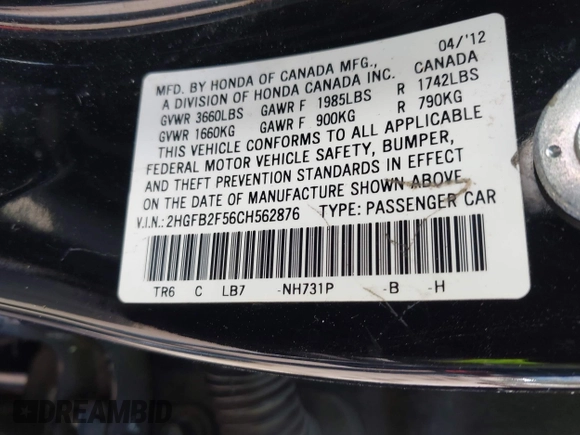 04/'12
MFD. BY HONDA OF CANADA MFG., CANADA
A DIVISION OF HONDA CANADA INC.
GVWR 3660LBS GAWR F 1985LBS R 1742LBS
GVWR 1660KG GAWR F 900KG R 790KG
THIS VEHICLE CONFORMS TO ALL APPLICABLE
FEDERAL MOTOR VEHICLE SAFETY, BUMPER,
AND THEFT PREVENTION STANDARDS IN EFFECT
ON THE DATE OF MANUFACTURE SHOWN ABOVE
V.I.N.: 2HGFB2F56CH562876 TYPE: PASSENGER CAR
TR6 C LB7 -NH731P -B -H
DREAMBID